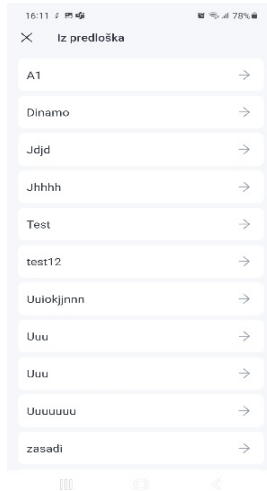 16:11 78%
Iz predloška
A1
Dinamo
Jdjd
Jhhhh
Test
test12
Uuiokjjnnn
Uuu
Uuu
Uuuuuuu
zasadi